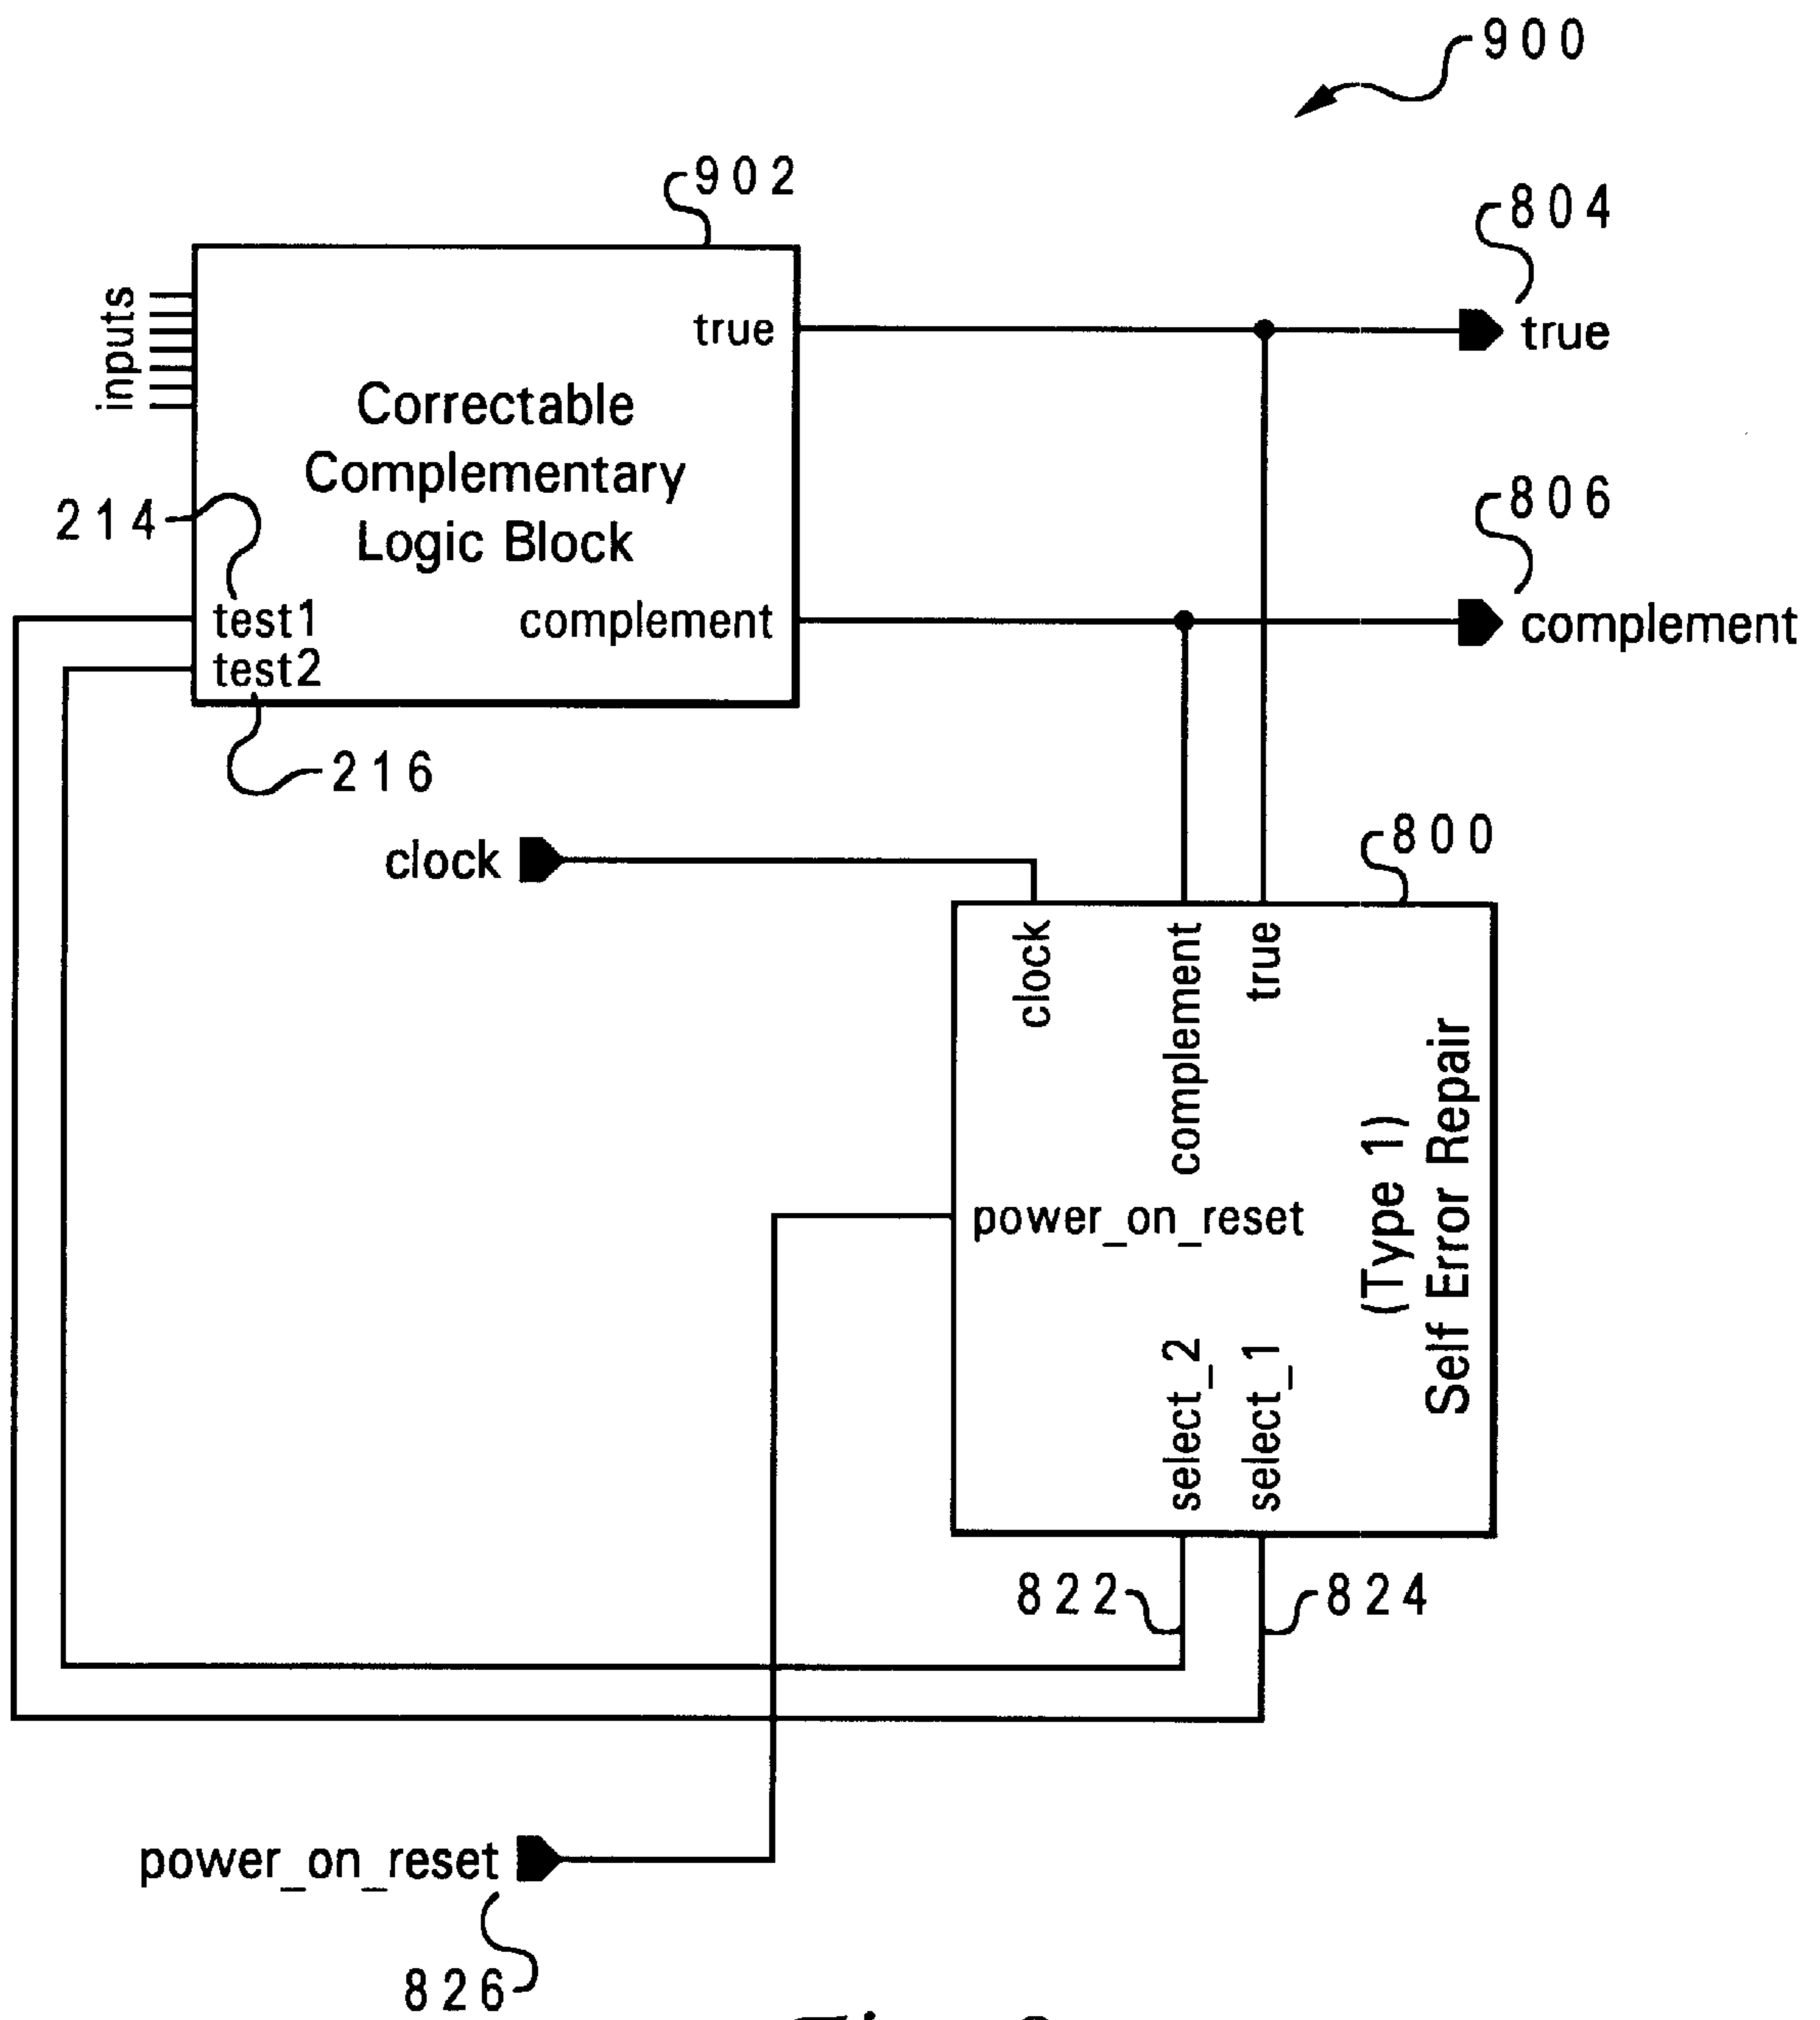 900
902
804
inputs
true
true
Correctable
Complementary
Logic Block
214
806
test1
complement
complement
test2
216
clock
800
clock
complement
true
power_on_reset
(Type 1)
Self Error Repair
select_2
select_1
822
824
power_on_reset
826